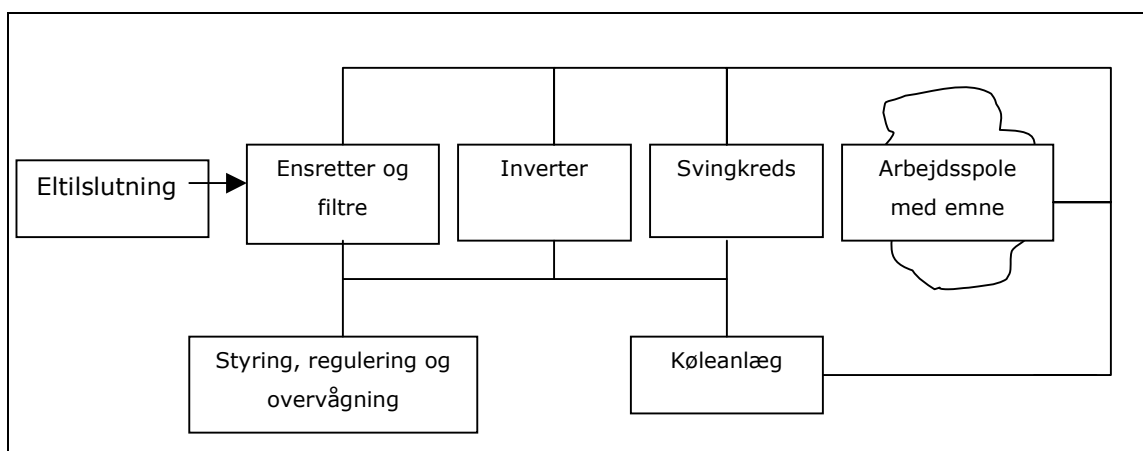 Eltilslutning
Ensretter og
filtre
Inverter
Svingkreds
Arbejdsspole
med emne
Styring, regulering og
overvågning
Køleanlæg